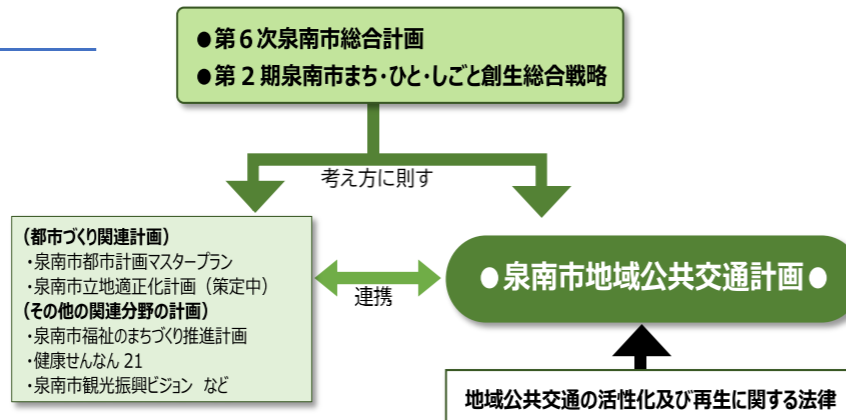 ●第6次泉南市総合計画
●第2期泉南市まち・ひと・しごと創生総合戦略
考え方に則す
(都市づくり関連計画)
・泉南市都市計画マスタープラン
・泉南市立地適正化計画(策定中)
(その他の関連分野の計画)
・泉南市福祉のまちづくり推進計画
・健康せんなん 21
・泉南市観光振興ビジョン など
連携
●泉南市地域公共交通計画●
地域公共交通の活性化及び再生に関する法律